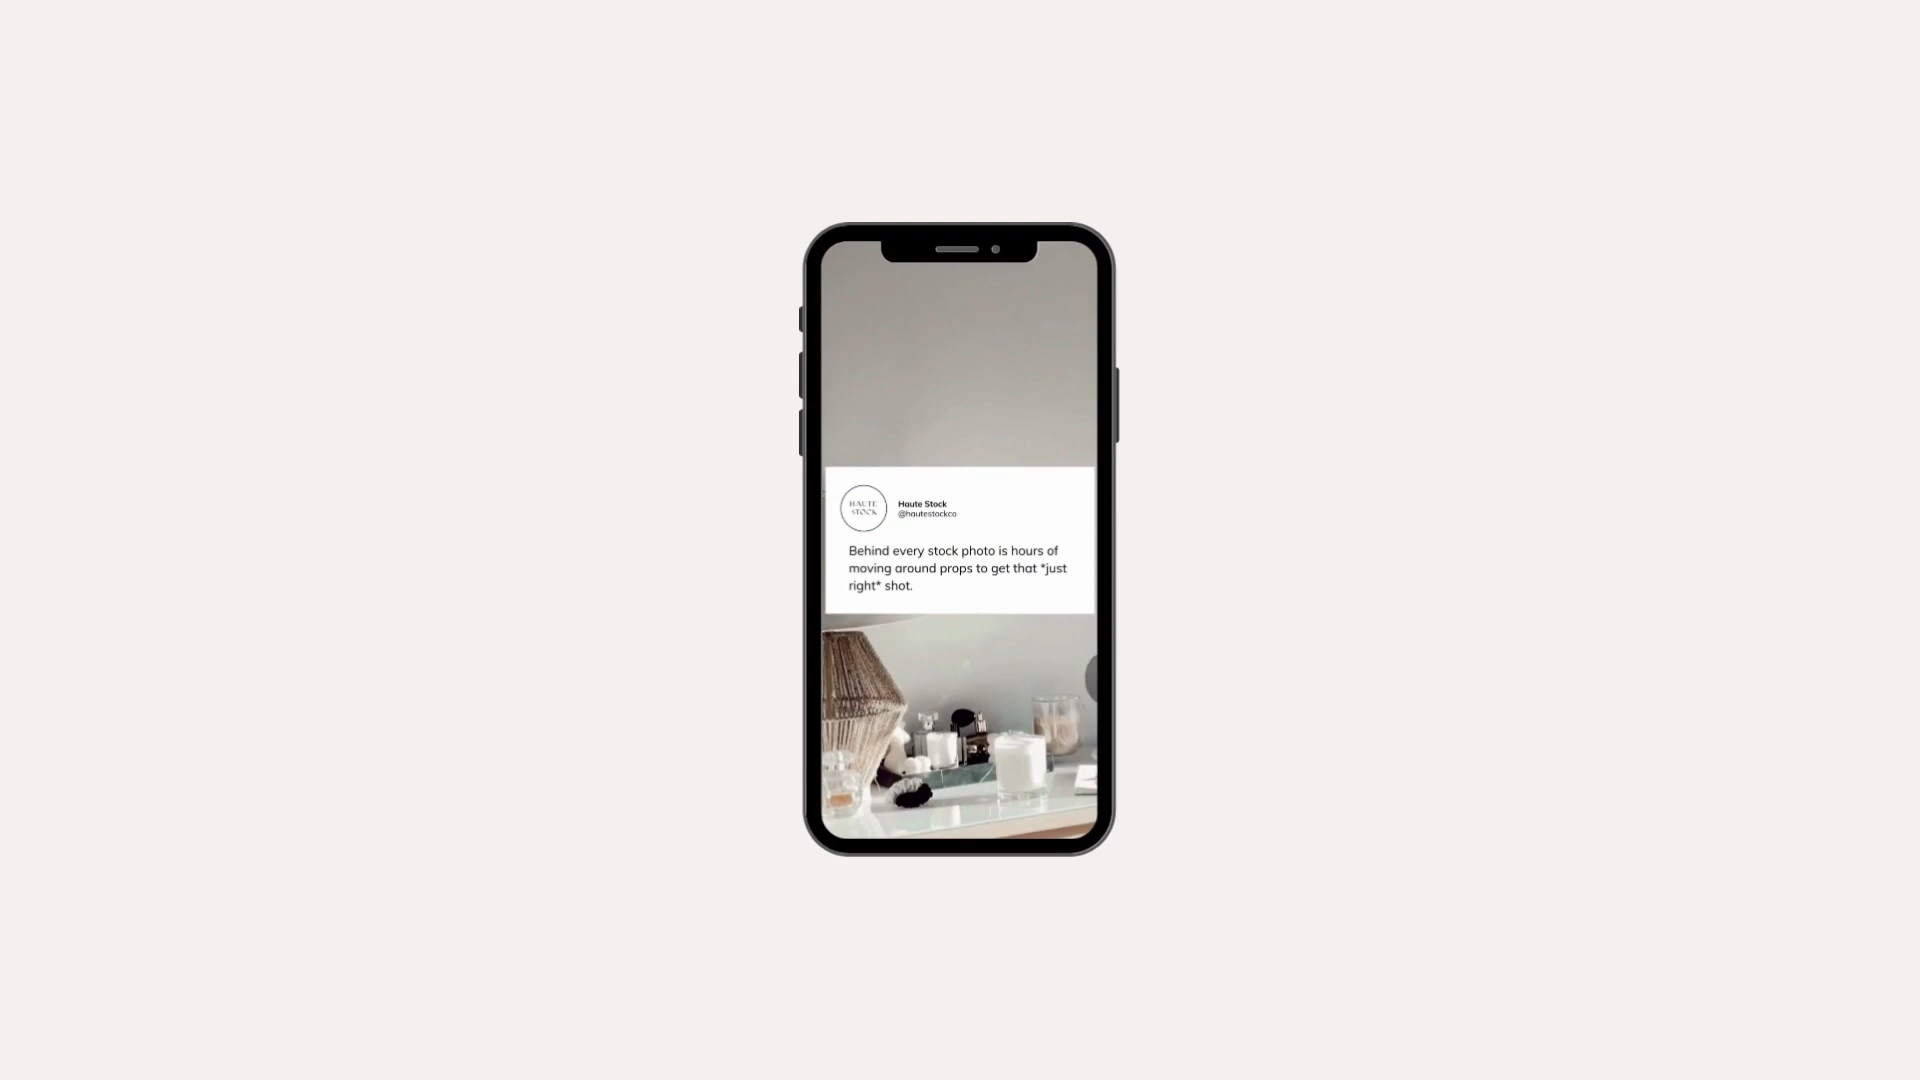 HAUTE
STOCK
Haute Stock
@hautestockco
Behind every stock photo is hours of
moving around props to get that *just
right* shot.